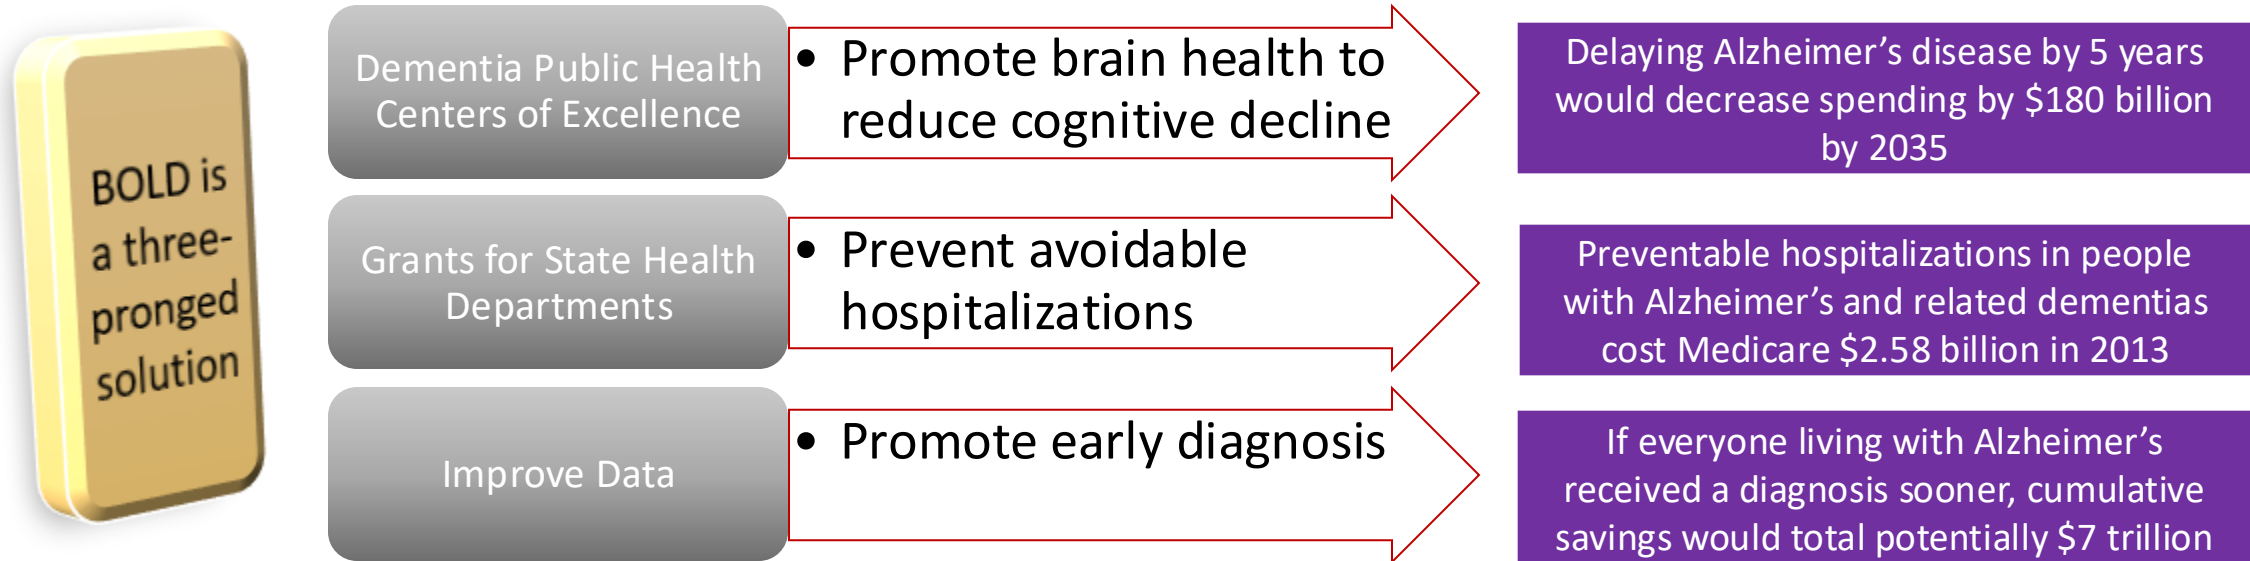 BOLD is
a three-
pronged
solution
Dementia Public Health
Centers of Excellence
• Promote brain health to
reduce cognitive decline
Delaying Alzheimer’s disease by 5 years
would decrease spending by $180 billion
by 2035
Grants for State Health
Departments
• Prevent avoidable
hospitalizations
Preventable hospitalizations in people
with Alzheimer’s and related dementias
cost Medicare $2.58 billion in 2013
Improve Data
• Promote early diagnosis
If everyone living with Alzheimer’s
received a diagnosis sooner, cumulative
savings would total potentially $7 trillion